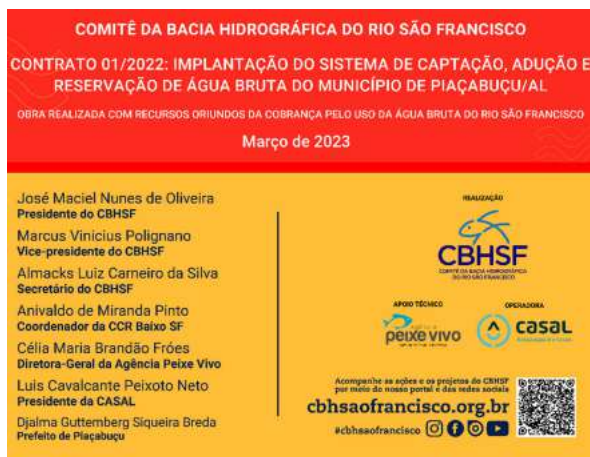 COMITÊ DA BACIA HIDROGRÁFICA DO RIO SÃO FRANCISCO
CONTRATO 01/2022: IMPLANTAÇÃO DO SISTEMA DE CAPTAÇÃO, ADUÇÃO E
RESERVAÇÃO DE ÁGUA BRUTA DO MUNICÍPIO DE PIAÇABUÇU/AL
OBRA REALIZADA COM RECURSOS ORIUNDOS DA COBRANÇA PELO USO DA ÁGUA BRUTA DO RIO SÃO FRANCISCO
Março de 2023
José Maciel Nunes de Oliveira
Presidente do CBHSF
Marcus Vinicius Polignano
Vice-presidente do CBHSF
Almacks Luiz Carneiro da Silva
Secretário do CBHSF
Anivaldo de Miranda Pinto
Coordenador da CCR Baixo SF
Célia Maria Brandão Fróes
Diretora-Geral da Agência Peixe Vivo
Luis Cavalcante Peixoto Neto
Presidente da CASAL
Djalma Guttemberg Siqueira Breda
Prefeito de Piaçabuçu
REALIZAÇÃO
CBHSF
COMITÊ DA BACIA HIDROGRÁFICA
DO RIO SÃO FRANCISCO
APOIO TÉCNICO
peixe vivo
OPERADORA
casal
Acompanhe as ações e os projetos do CBHSF
por meio do nosso portal e das redes sociais
cbhsaofrancisco.org.br
#cbhsaofrancisco